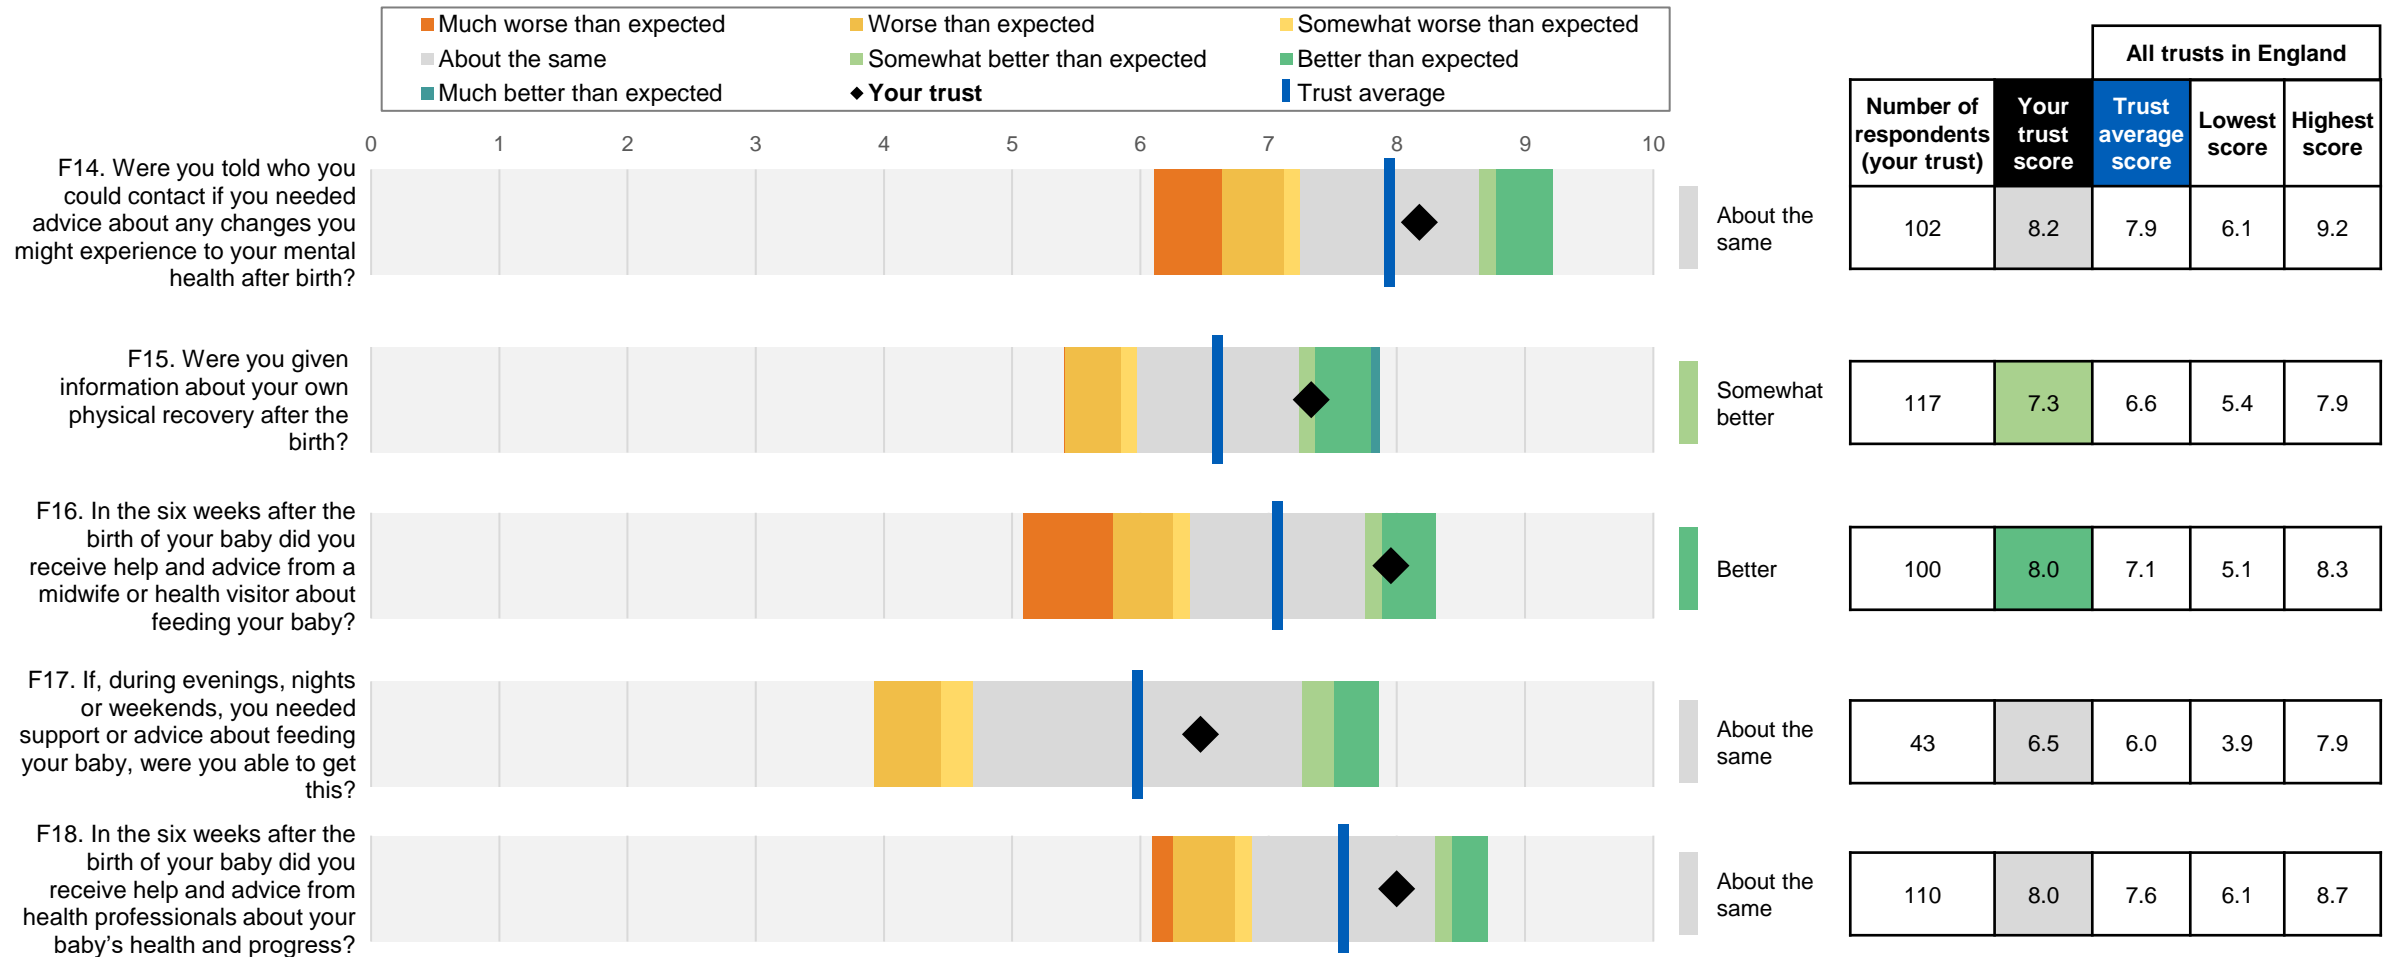 Much worse than expected
Worse than expected
Somewhat worse than expected
About the same
Somewhat better than expected
Better than expected
Much better than expected
Your trust
Trust average
All trusts in England
Number of
respondents
(your trust)
Your
trust
score
Trust
average
score
Lowest
score
Highest
score
0 1 2 3 4 5 6 7 8 9 10
F14. Were you told who you
could contact if you needed
advice about any changes you
might experience to your mental
health after birth?
About the
same
102 8.2 7.9 6.1 9.2
F15. Were you given
information about your own
physical recovery after the
birth?
Somewhat
better
117 7.3 6.6 5.4 7.9
F16. In the six weeks after the
birth of your baby did you
receive help and advice from a
midwife or health visitor about
feeding your baby?
Better
100 8.0 7.1 5.1 8.3
F17. If, during evenings, nights
or weekends, you needed
support or advice about feeding
your baby, were you able to get
this?
About the
same
43 6.5 6.0 3.9 7.9
F18. In the six weeks after the
birth of your baby did you
receive help and advice from
health professionals about your
baby’s health and progress?
About the
same
110 8.0 7.6 6.1 8.7